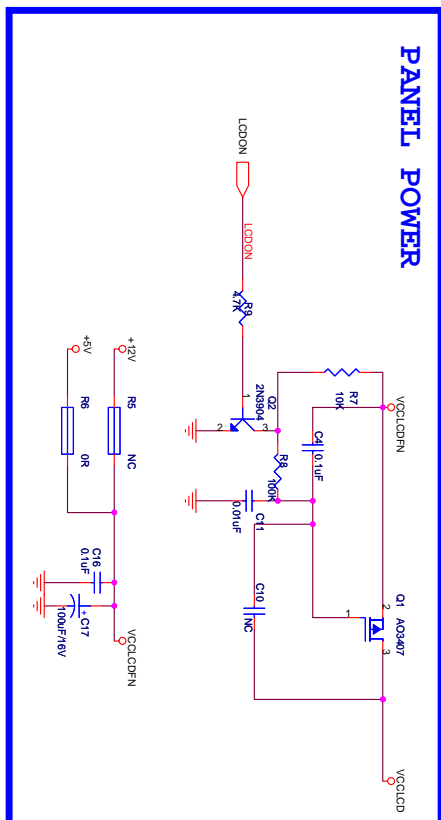 PANEL POWER
VCCLCDFN
VCCLCD
Q1
AO3407
2
3
1
R7
10K
C4
0.1uF
R8
100K
C11
0.01uF
C10
NC
Q2
2N3904
3
1
2
LCDON
LCDON
R9
4.7K
+12V
R5
NC
+5V
R6
0R
C16
0.1uF
+
C17
100uF/16V
VCCLCDFN